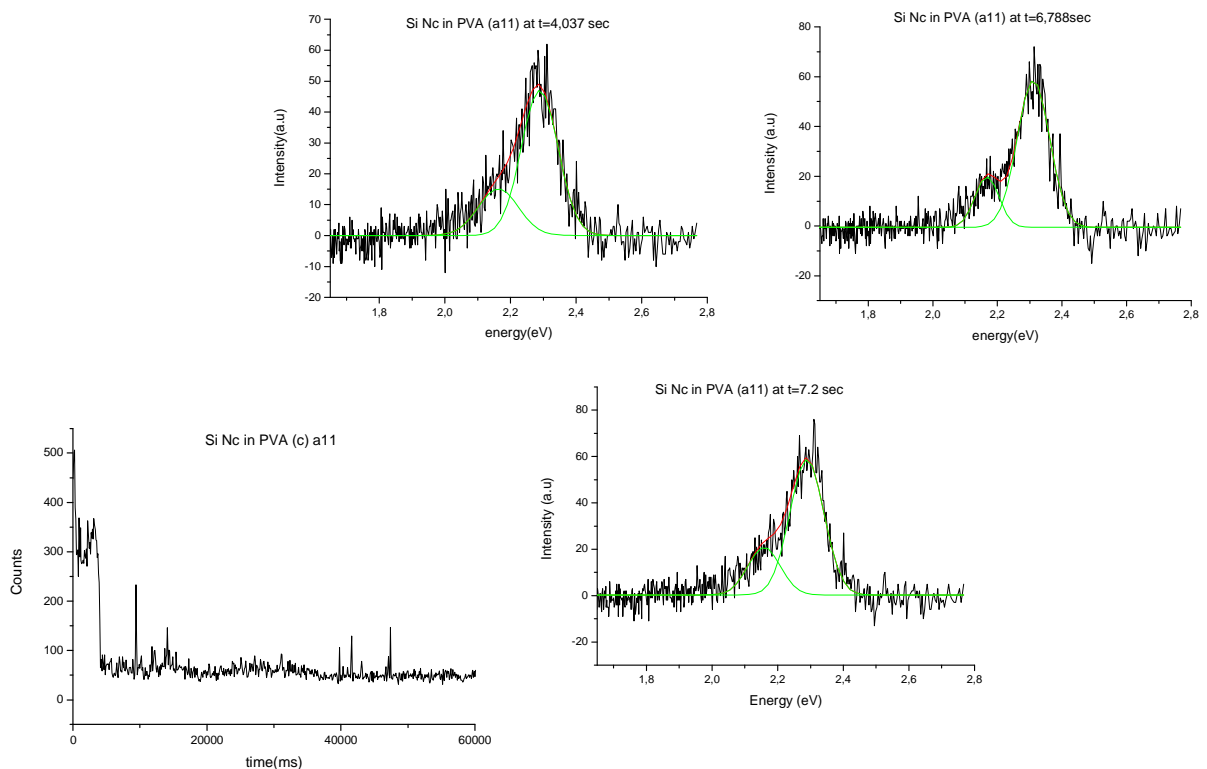 Si Nc in PVA (a11) at t=4,037 sec
70
60
50
40
30
20
10
0
-10
-20
Intensity(a.u)
1,8 2,0 2,2 2,4 2,6 2,8
energy(eV)
Si Nc in PVA (a11) at t=6,788sec
80
60
40
20
0
-20
Intensity (a.u)
1,8 2,0 2,2 2,4 2,6 2,8
energy(eV)
Si Nc in PVA (c) a11
500
400
300
200
100
0
Counts
0 20000 40000 60000
time(ms)
Si Nc in PVA (a11) at t=7.2 sec
80
60
40
20
0
-20
Intensity (a.u)
1,8 2,0 2,2 2,4 2,6 2,8
Energy (eV)